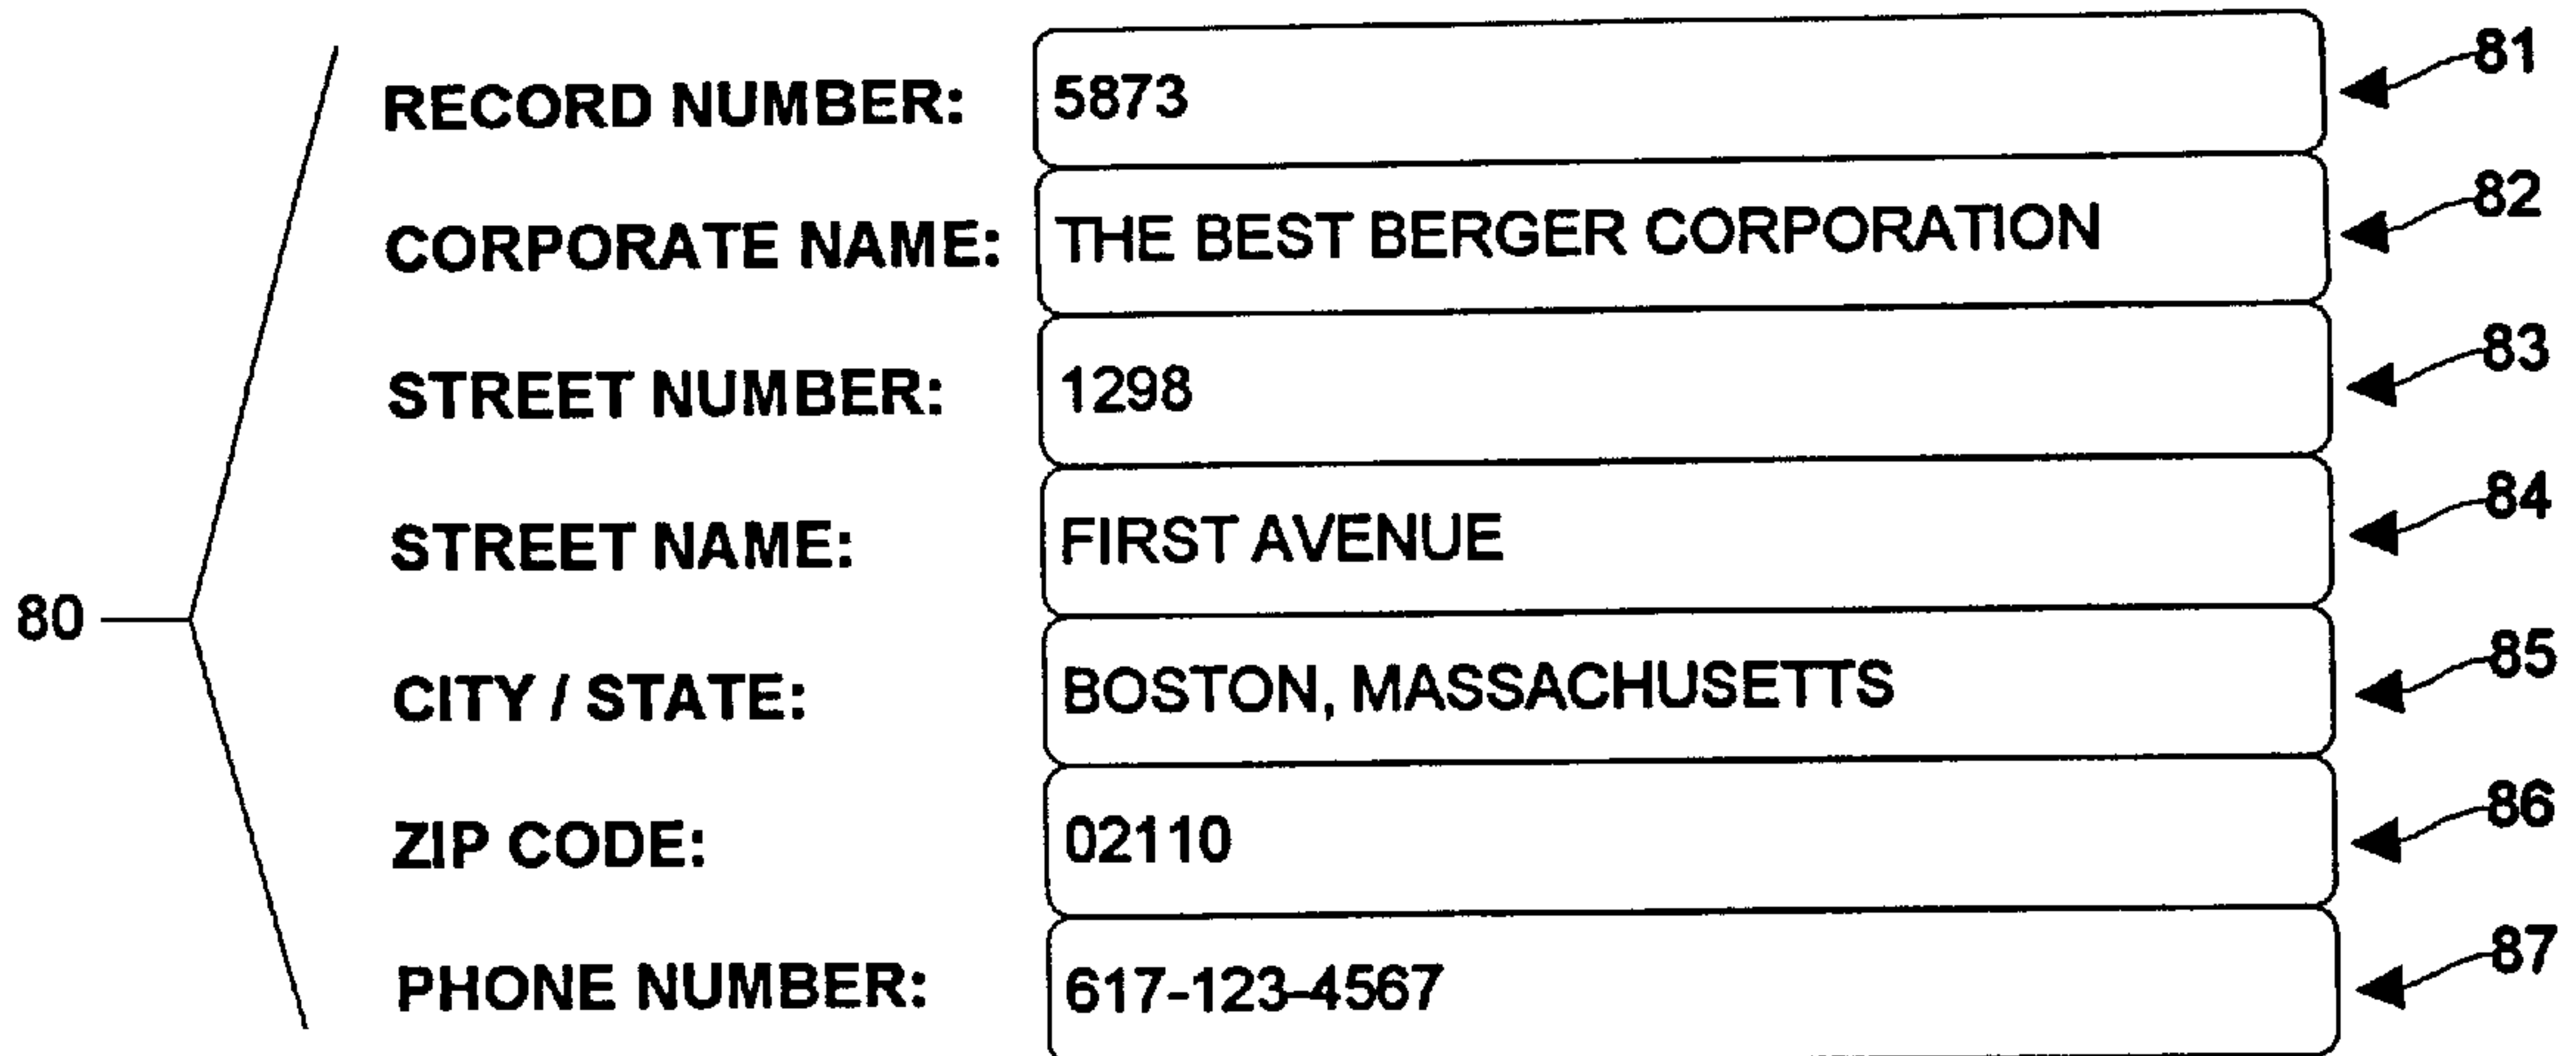 RECORD NUMBER: 5873 81
CORPORATE NAME: THE BEST BERGER CORPORATION 82
STREET NUMBER: 1298 83
STREET NAME: FIRST AVENUE 84
80
CITY / STATE: BOSTON, MASSACHUSETTS 85
ZIP CODE: 02110 86
PHONE NUMBER: 617-123-4567 87